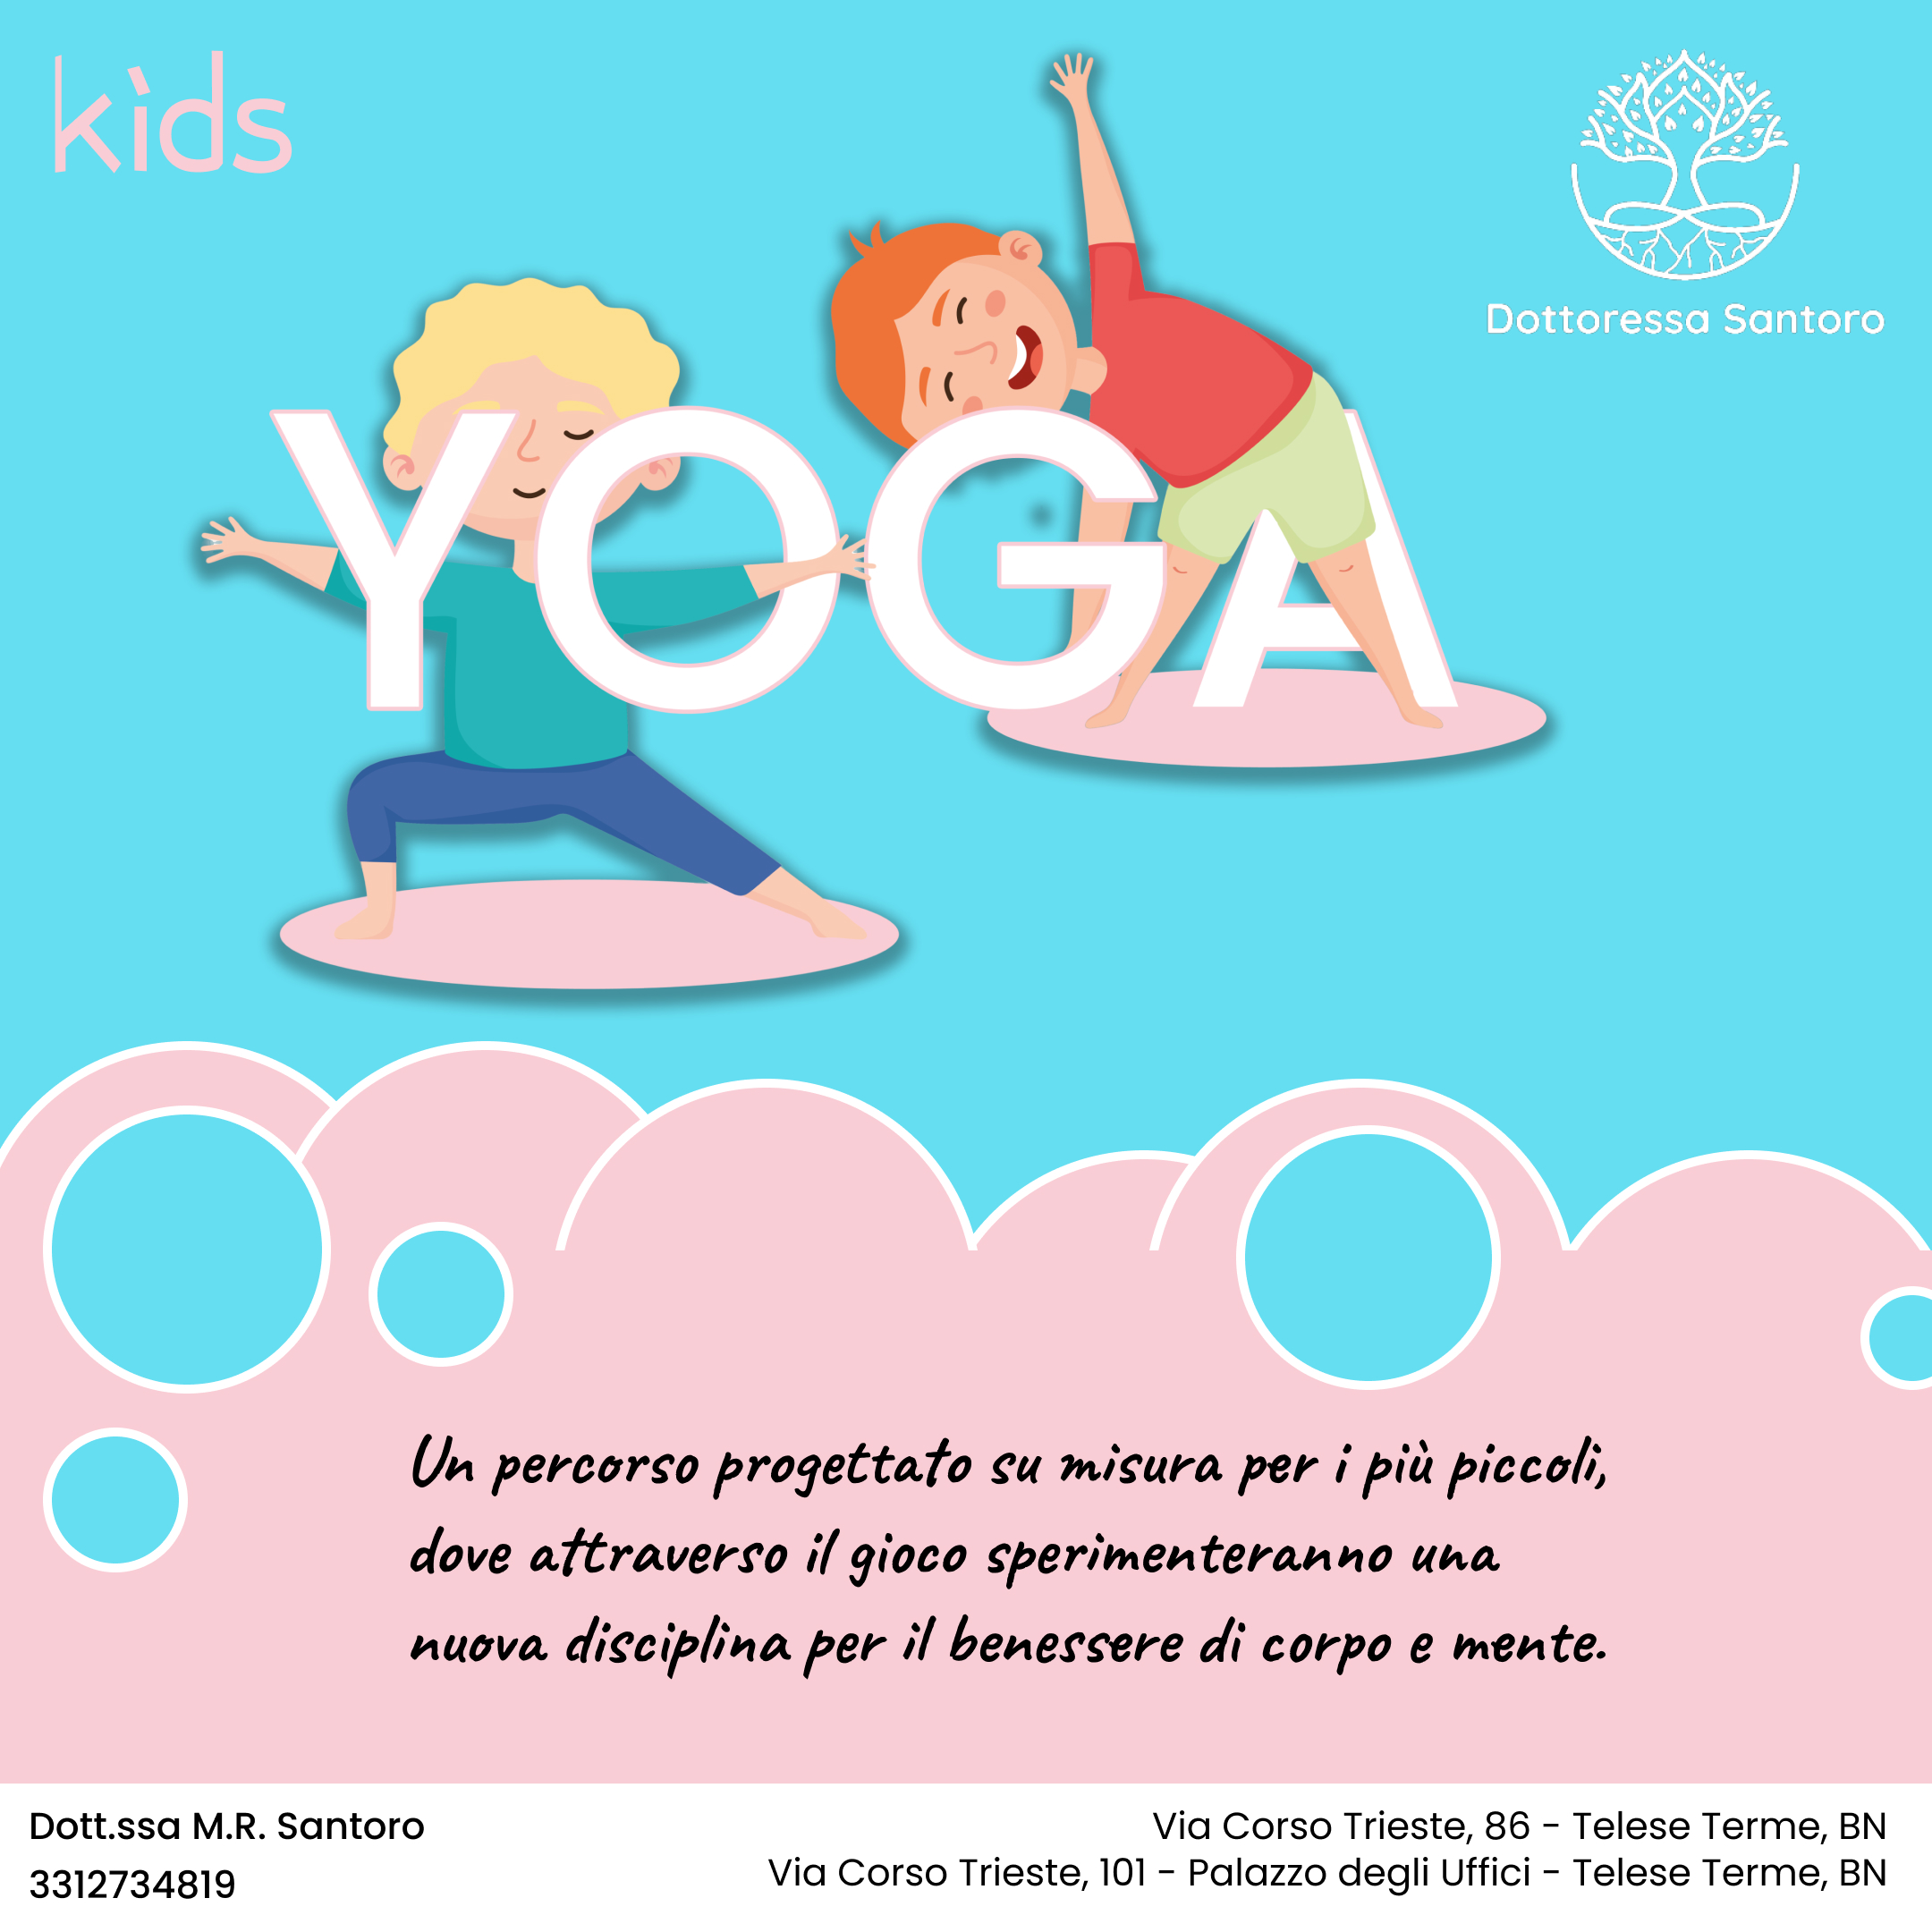 kìds
Dottoressa Santoro
YOGA
Un percorso progettato su misura per i più piccoli,
dove attraverso il gioco sperimenteranno una
nuova disciplina per il benessere di corpo e mente.
Dott.ssa M.R. Santoro
3312734819
Via Corso Trieste, 86 - Telese Terme, BN
Via Corso Trieste, 101 - Palazzo degli Uffici - Telese Terme, BN